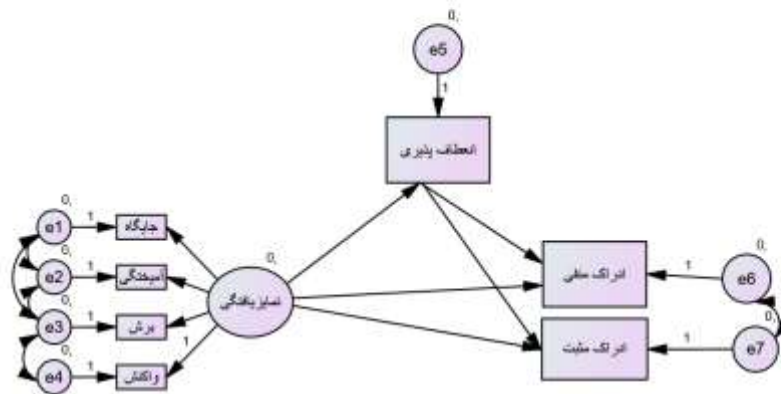 0,
e5
1
انعطاف پذیری
0,
e1
1
جایگاه
0,
e2
1
آمیختگی
0,
e3
1
برش
0,
e4
1
واکنش
1
0,
تمایزیافتگی
ادراک منفی
1
0,
e6
ادراک مثبت
1
0,
e7